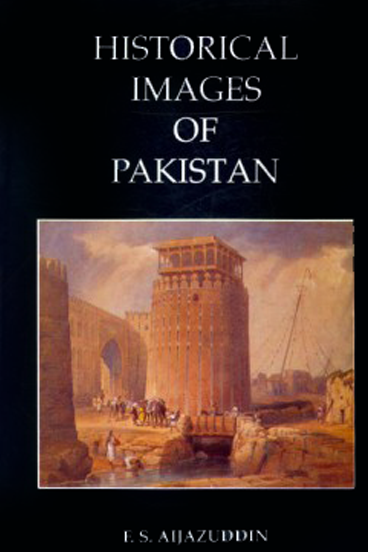 HISTORICAL
IMAGES
OF
PAKISTAN
F. S. AIJAZUDDIN